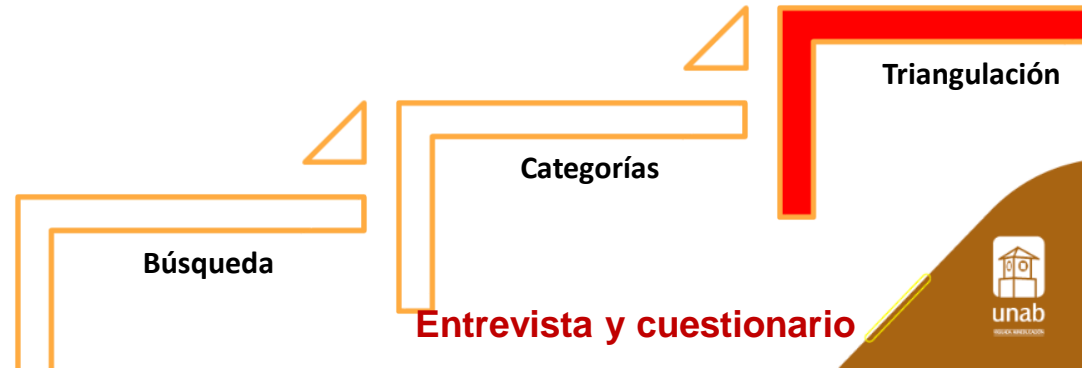 Triangulación
Categorías
Búsqueda
Entrevista y cuestionario
unab